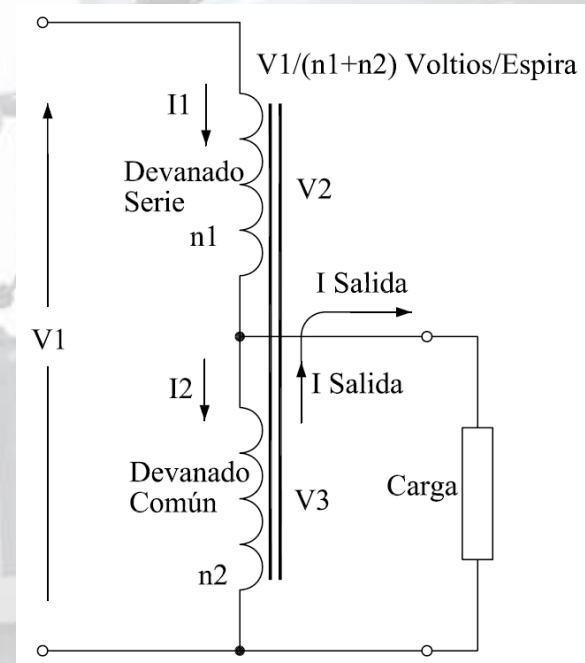 V1/(n1+n2) Voltios/Espira
I1
Devanado
Serie
n1
V2
I Salida
V1
I2
I Salida
Devanado
Común
V3
Carga
n2